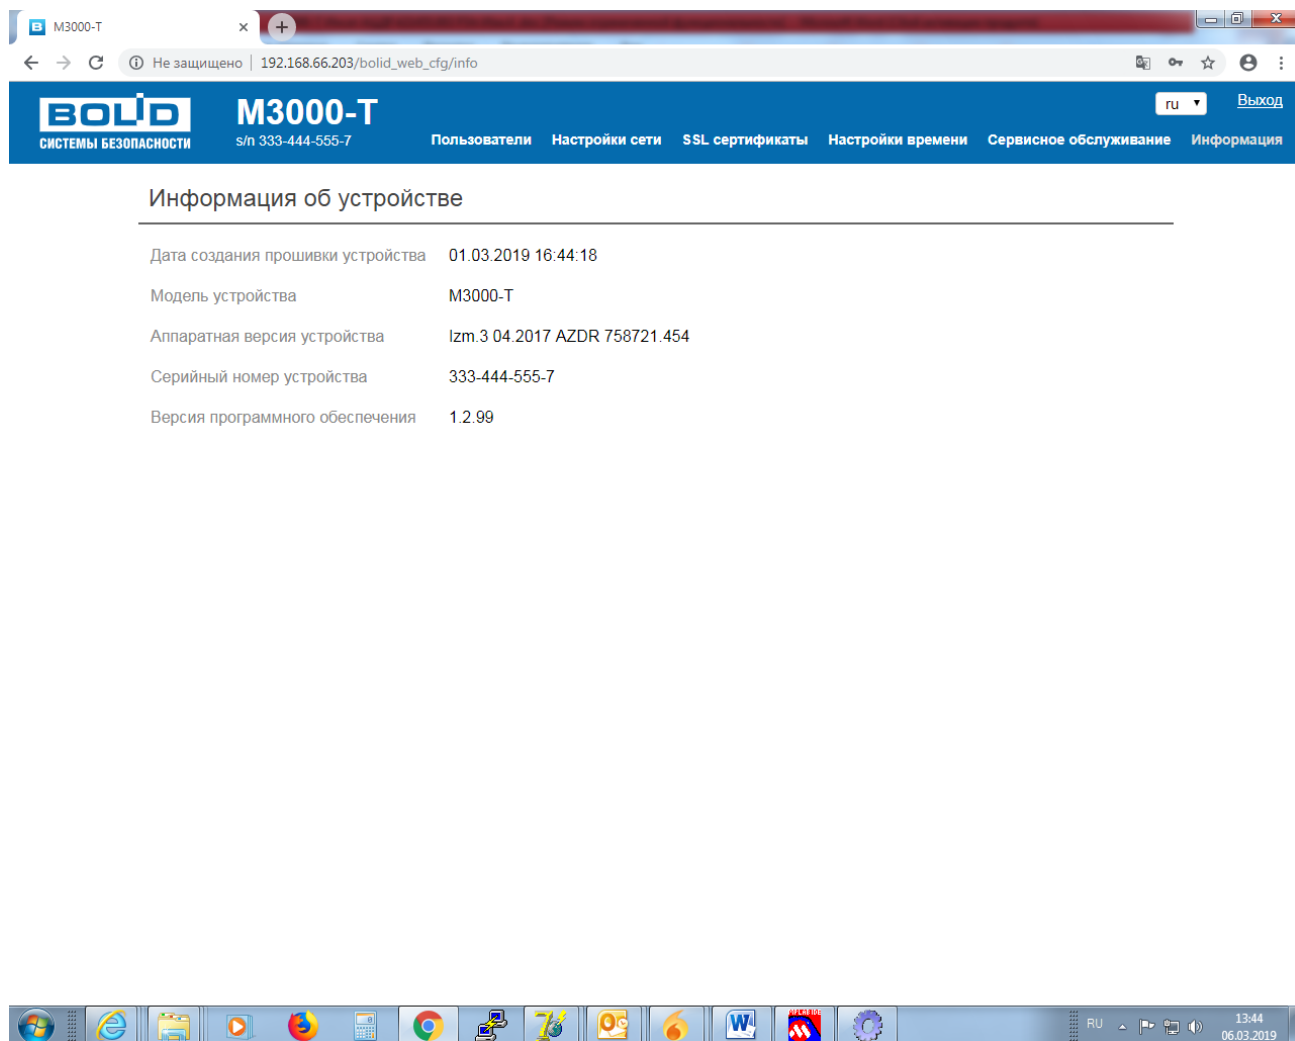 M3000-T
Не защищено | 192.168.66.203/bolid_web_cfg/info
BOLID
СИСТЕМЫ БЕЗОПАСНОСТИ
M3000-T
s/n 333-444-555-7
ru
Выход
Пользователи Настройки сети SSL сертификаты Настройки времени Сервисное обслуживание Информация
Информация об устройстве
Дата создания прошивки устройства 01.03.2019 16:44:18
Модель устройства M3000-T
Аппаратная версия устройства Izm.3 04.2017 AZDR 758721.454
Серийный номер устройства 333-444-555-7
Версия программного обеспечения 1.2.99
RU
13:44
06.03.2019